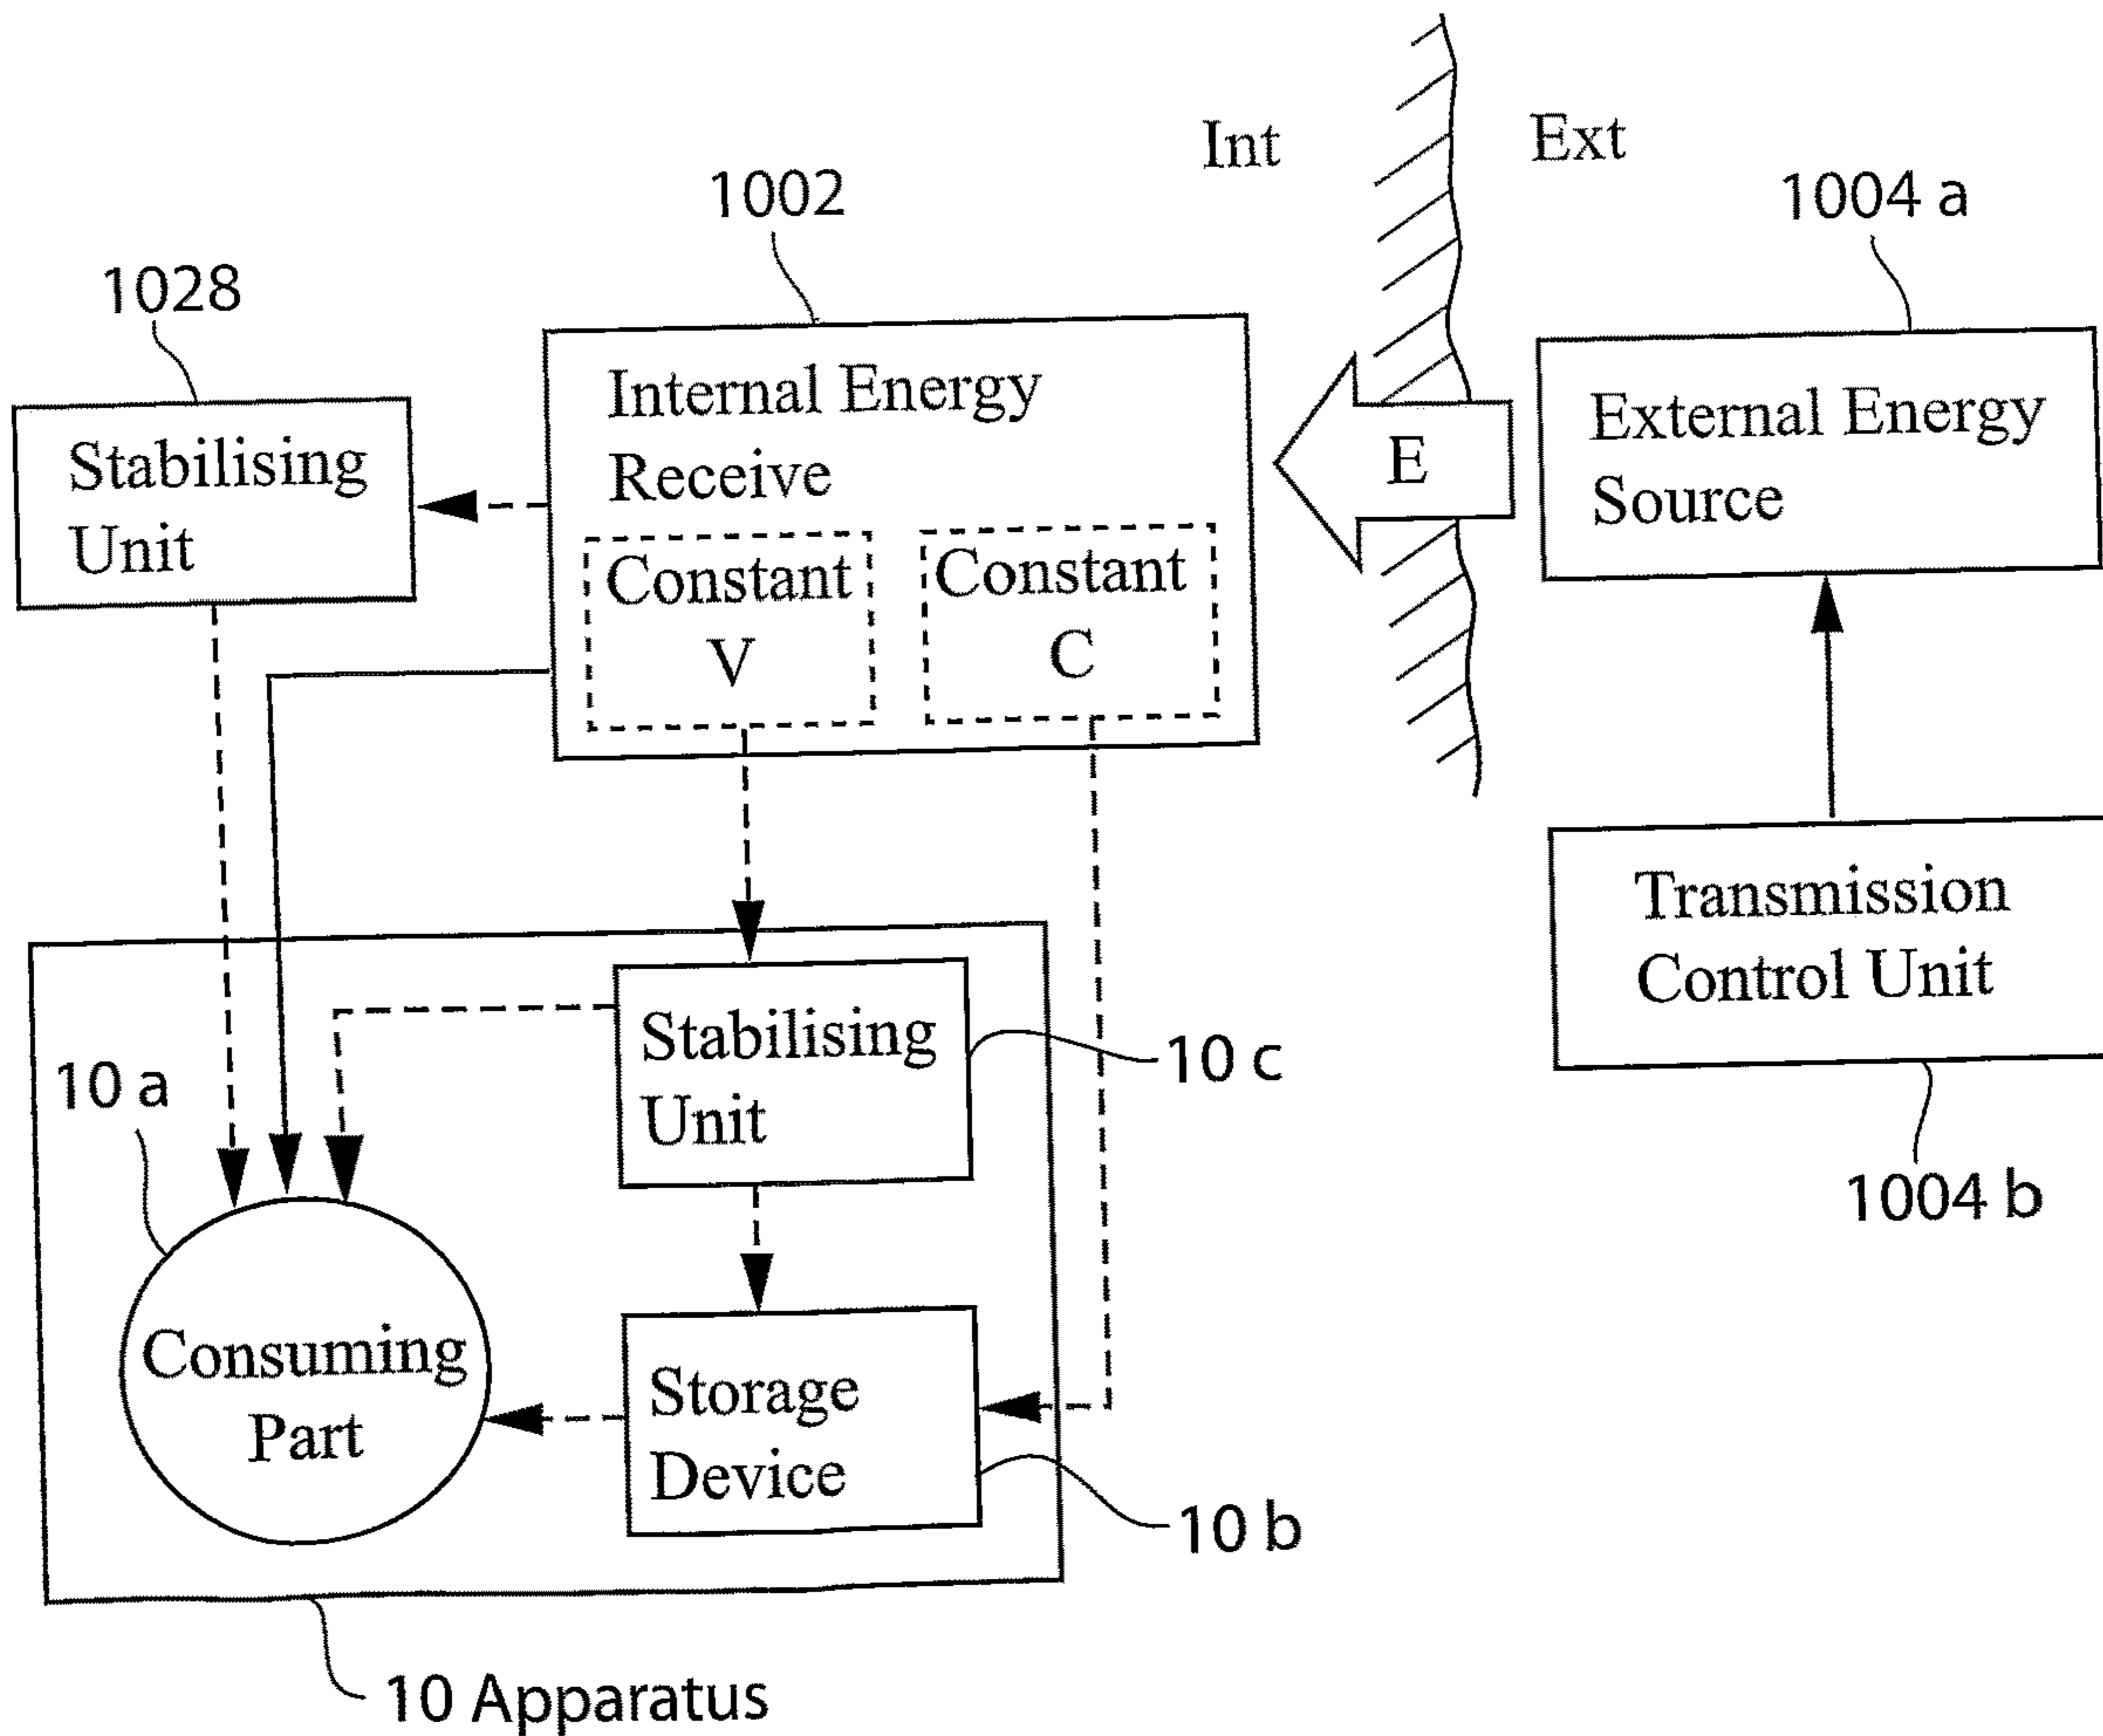 Int
Ext
1002
1004 a
1028
Internal Energy
Receive
External Energy
Source
E
Stabilising
Unit
Constant
V
Constant
C
Transmission
Control Unit
Stabilising
Unit
10 c
10 a
1004 b
Consuming
Part
Storage
Device
10 b
10 Apparatus